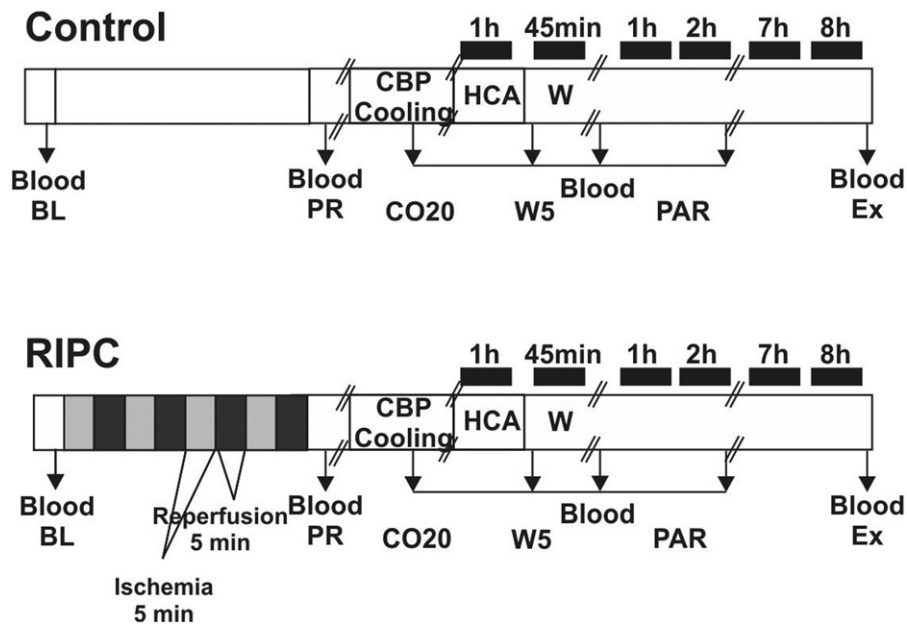 Control
1h 45min 1h 2h 7h 8h
CBP
Cooling HCA W
Blood
BL
Blood
PR
Blood
CO20 W5 PAR
Blood
Ex
RIPC
1h 45min 1h 2h 7h 8h
CBP
Cooling HCA W
Blood
BL
Reperfusion
5 min
Ischemia
5 min
Blood
PR
Blood
CO20 W5 PAR
Blood
Ex